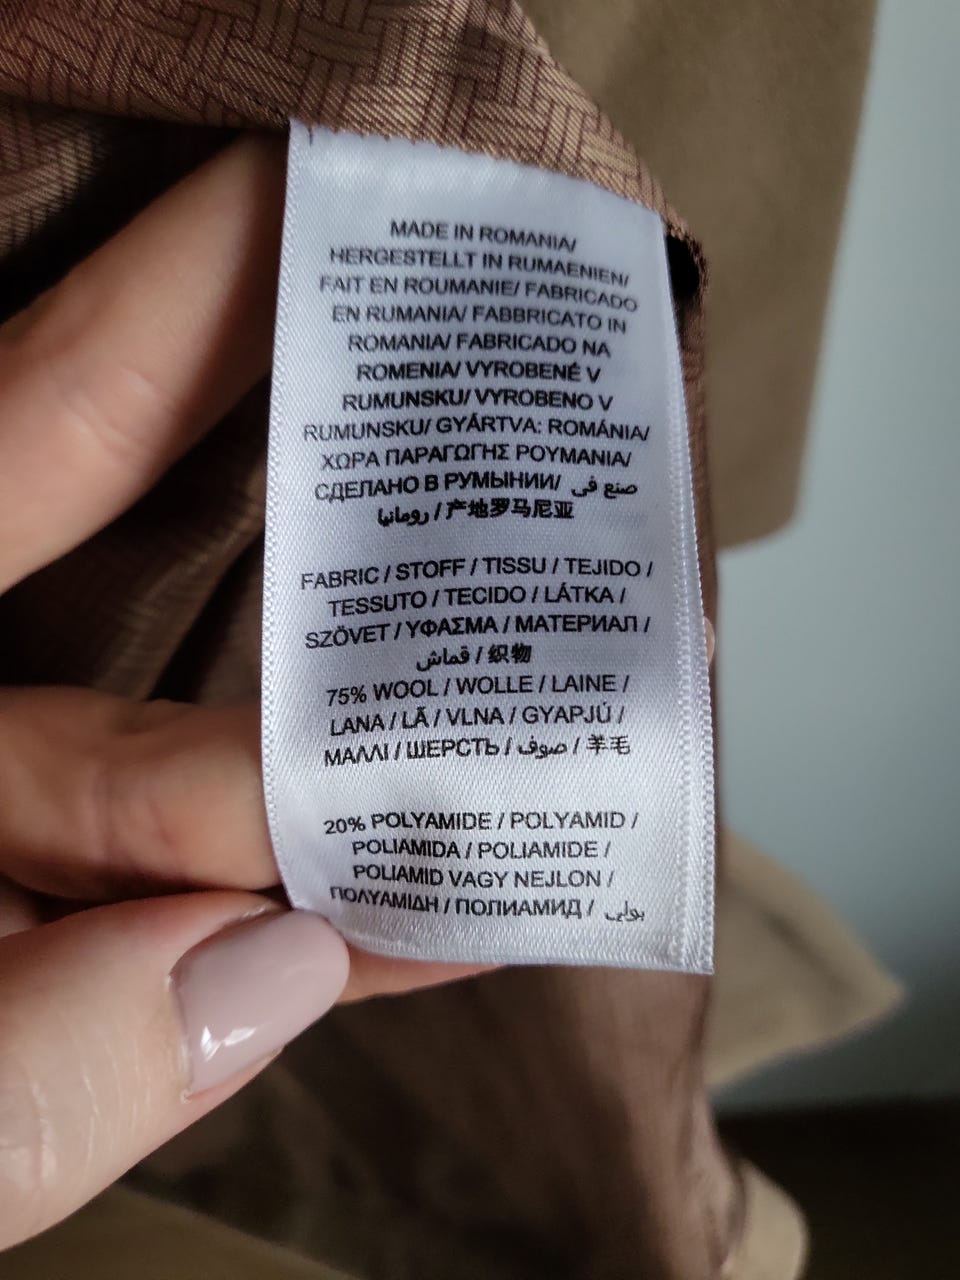 MADE IN ROMANIA/
HERGESTELLT IN RUMAENIEN/
FAIT EN ROUMANIE/ FABRICADO
EN RUMANIA/ FABBRICATO IN
ROMANIA/ FABRICADO NA
ROMENIA/ VYROBENÉ V
RUMUNSKU/ VYROBENO V
RUMUNSKU/ GYÁRTVA: ROMÁNIA/
ΧΩΡΑ ΠΑΡΑΓΩΓΗΣ ΡΟΥΜΑΝΙΑ/
СДЕЛАНО В РУМЫНИИ/ صنع في
رومانيا / 产地罗马尼亚
FABRIC / STOFF / TISSU / TEJIDO /
TESSUTO / TECIDO / LÁTKA /
SZÖVET / ΥΦΑΣΜΑ / МАТЕРИАЛ /
قماش / 织物
75% WOOL / WOLLE / LAINE /
LANA / LÃ / VLNA / GYAPJÚ /
ΜΑΛΛΙ / ШЕРСТЬ / صوف / 羊毛
20% POLYAMIDE / POLYAMID /
POLIAMIDA / POLIAMIDE /
POLIAMID VAGY NEJLON /
ΠΟΛΥΑΜΙΔΗ / ПОЛИАМИД /